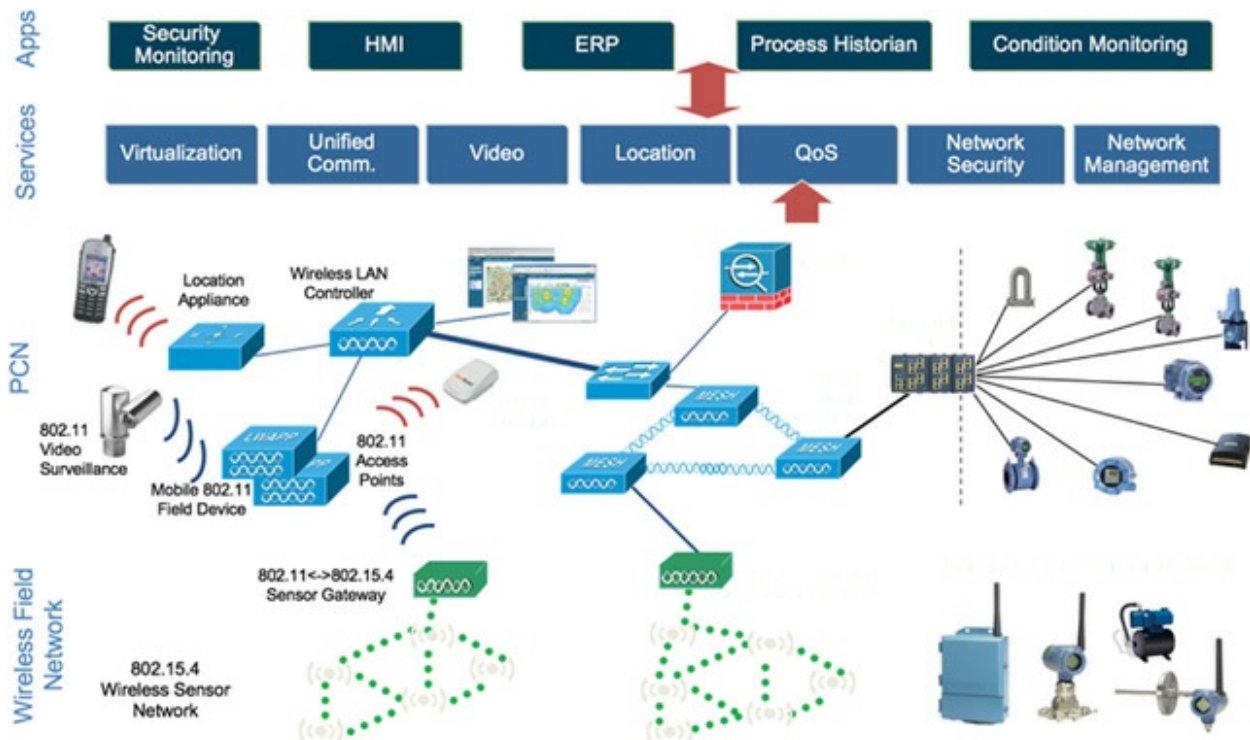 Apps
Security
Monitoring
HMI
ERP
Process Historian
Condition Monitoring
Services
Virtualization
Unified
Comm.
Video
Location
QoS
Network
Security
Network
Management
PCN
Location
Appliance
Wireless LAN
Controller
802.11
Video
Surveillance
LWAPP
PP
Mobile 802.11
Field Device
802.11
Access
Points
MESH
MESH
MESH
Wireless Field
Network
802.11<->802.15.4
Sensor Gateway
802.15.4
Wireless Sensor
Network